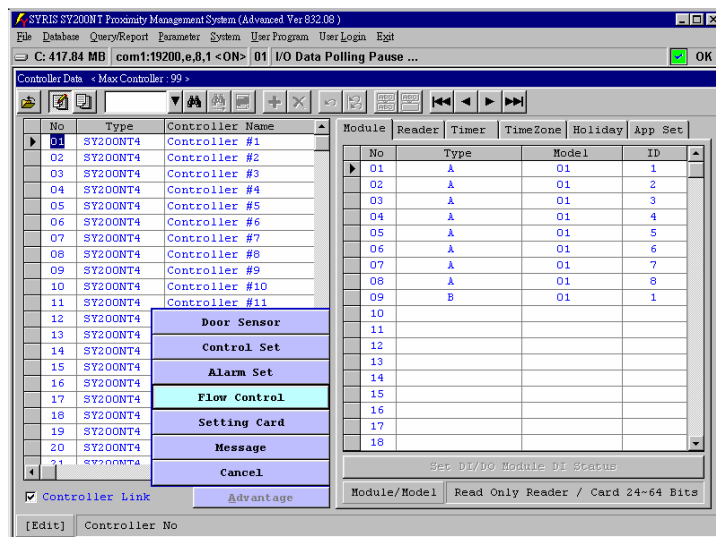 SYRIS SY200NT Proximity Management System (Advanced Ver 832.08 )
File Database Query/Report Parameter System User Program User Login Exit
C: 417.84 MB com1:19200,e,8,1 <ON> 01 I/O Data Polling Pause ... OK
Controller Data < Max Controller : 99 >
No Type Controller Name
01 SY200NT4 Controller #1
02 SY200NT4 Controller #2
03 SY200NT4 Controller #3
04 SY200NT4 Controller #4
05 SY200NT4 Controller #5
06 SY200NT4 Controller #6
07 SY200NT4 Controller #7
08 SY200NT4 Controller #8
09 SY200NT4 Controller #9
10 SY200NT4 Controller #10
11 SY200NT4 Controller #11
12 SY200NT4
13 SY200NT4
14 SY200NT4
15 SY200NT4
16 SY200NT4
17 SY200NT4
18 SY200NT4
19 SY200NT4
20 SY200NT4
21 SY200NT4
Door Sensor
Control Set
Alarm Set
Flow Control
Setting Card
Message
Cancel
Controller Link Advantage
Module Reader Timer TimeZone Holiday App Set
No Type Model ID
01 A 01 1
02 A 01 2
03 A 01 3
04 A 01 4
05 A 01 5
06 A 01 6
07 A 01 7
08 A 01 8
09 B 01 1
10
11
12
13
14
15
16
17
18
Set DI/DO Module DI Status
Module/Model Read Only Reader / Card 24~64 Bits
[Edit] Controller No